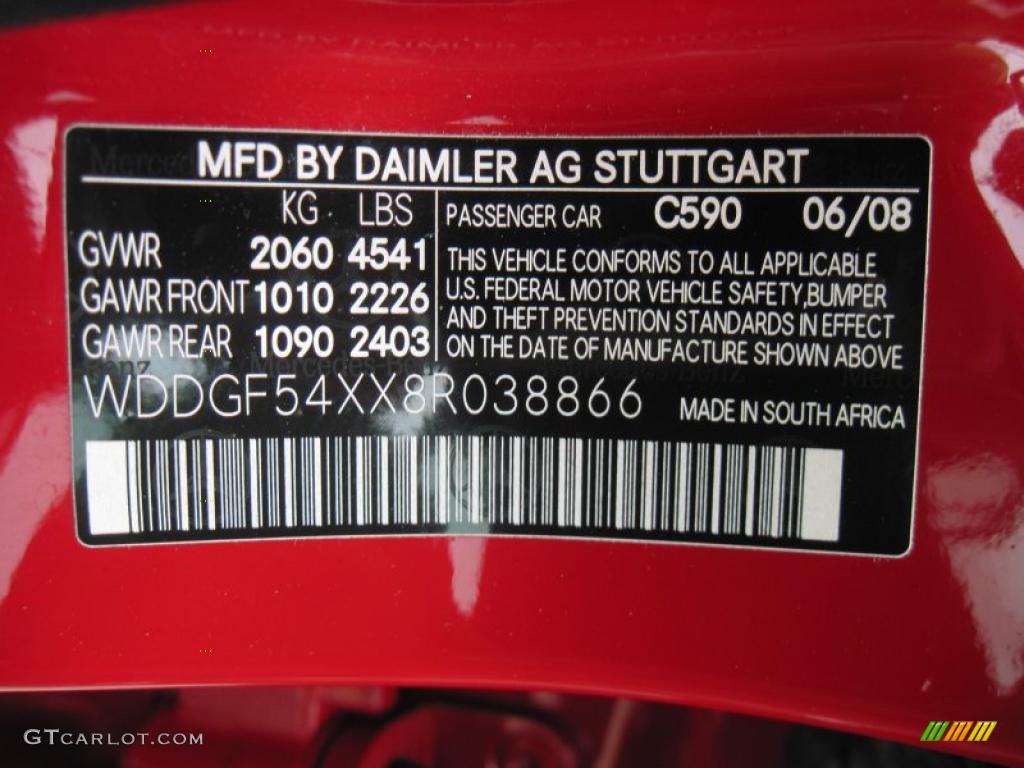 MFD BY DAIMLER AG STUTTGART
KG LBS
GVWR 2060 4541
GAWR FRONT 1010 2226
GAWR REAR 1090 2403
PASSENGER CAR C590 06/08
THIS VEHICLE CONFORMS TO ALL APPLICABLE
U.S. FEDERAL MOTOR VEHICLE SAFETY, BUMPER
AND THEFT PREVENTION STANDARDS IN EFFECT
ON THE DATE OF MANUFACTURE SHOWN ABOVE
WDDGF54XX8R038866 MADE IN SOUTH AFRICA
GTCARLOT.COM